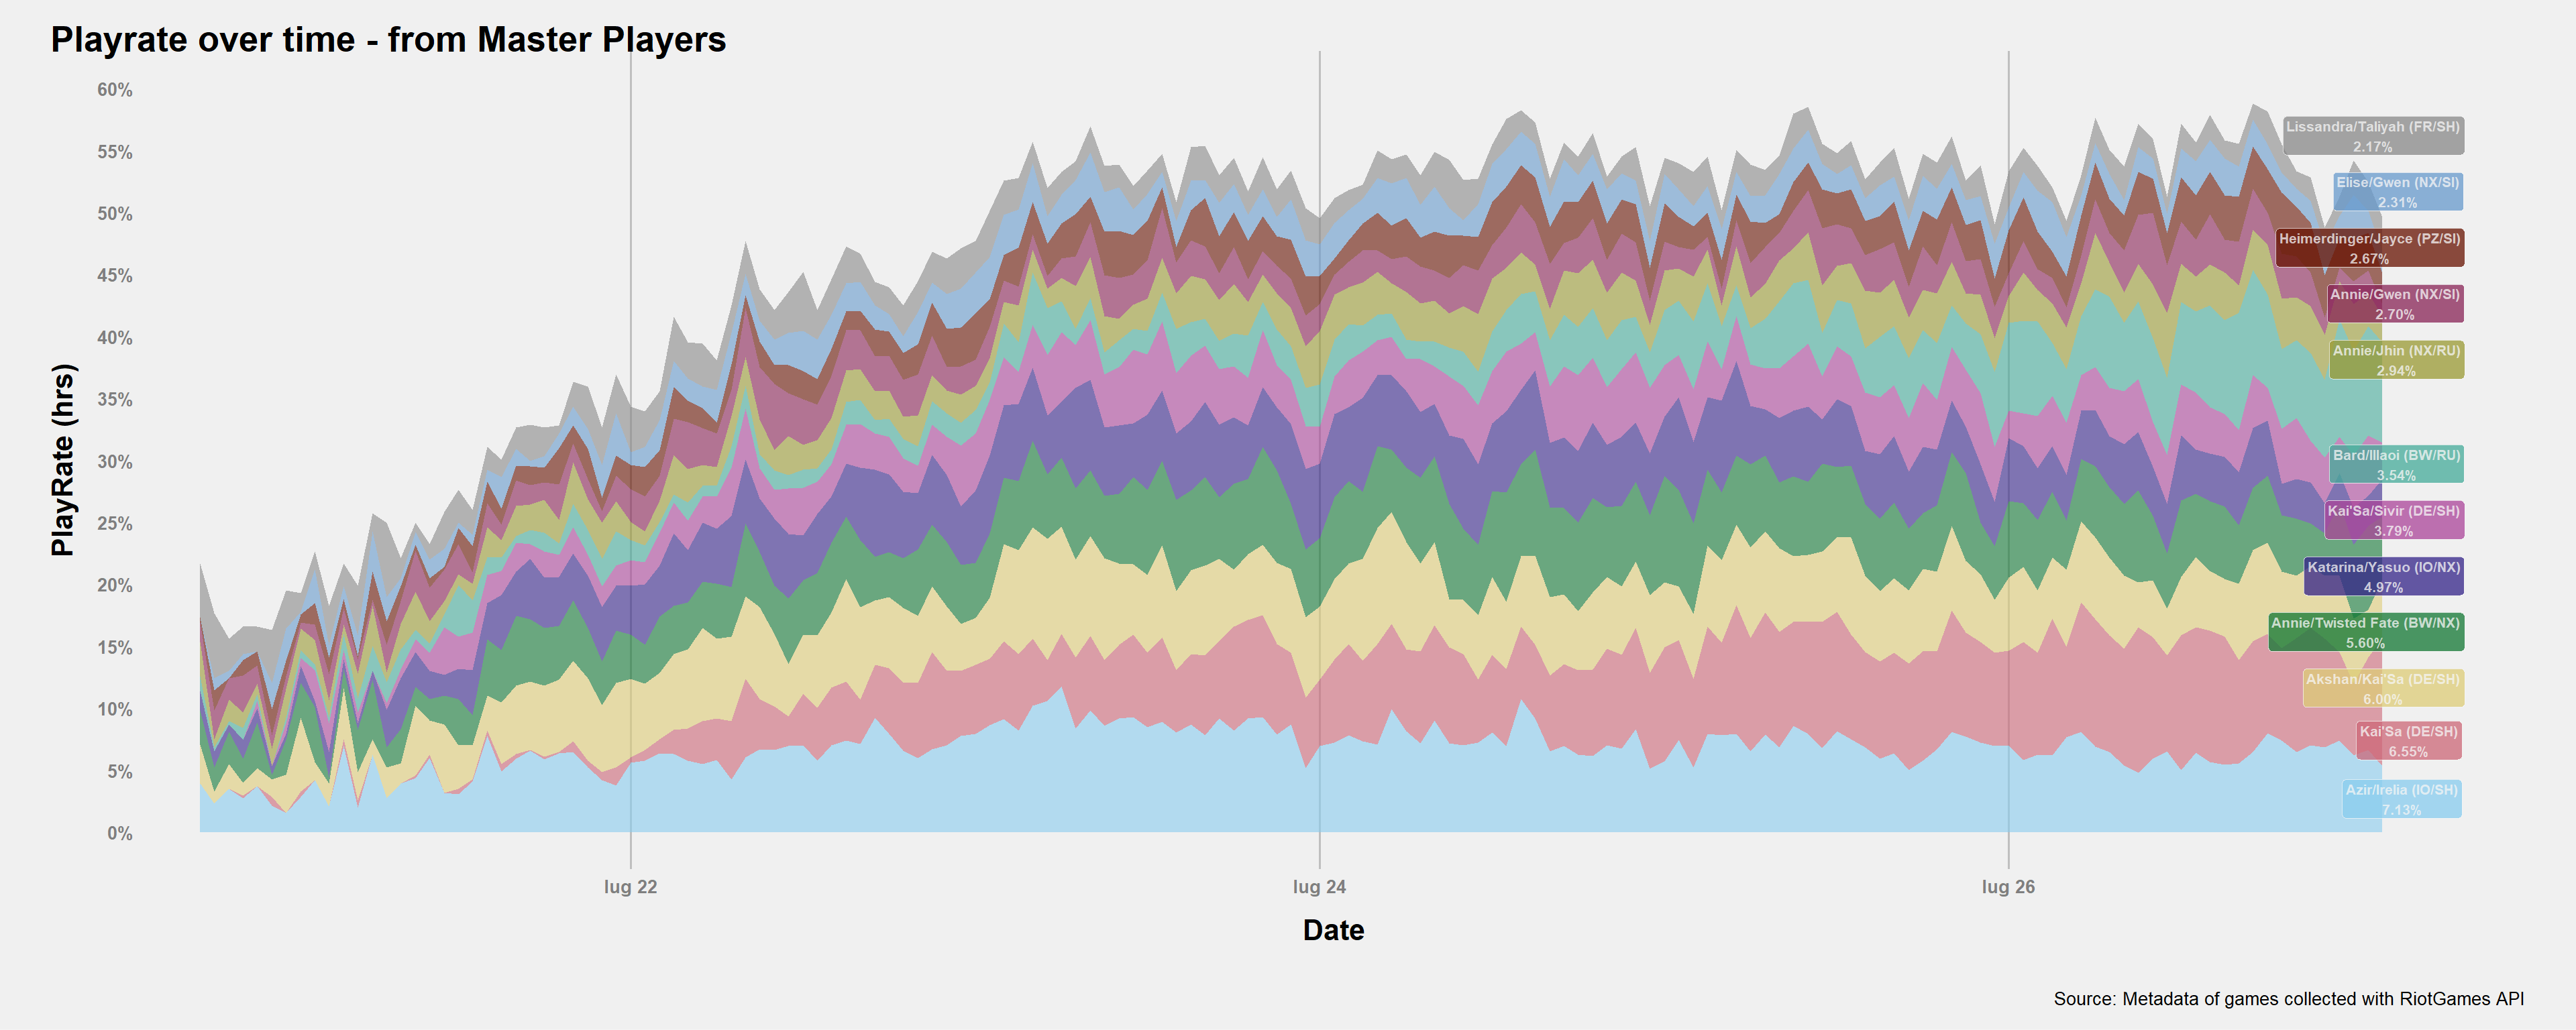 Playrate over time - from Master Players
PlayRate (hrs)
60%
55%
50%
45%
40%
35%
30%
25%
20%
15%
10%
5%
0%
Lissandra/Taliyah (FR/SH)
2.17%
Elise/Gwen (NX/SI)
2.31%
Heimerdinger/Jayce (PZ/SI)
2.67%
Annie/Gwen (NX/SI)
2.70%
Annie/Jhin (NX/RU)
2.94%
Bard/Illaoi (BW/RU)
3.54%
Kai'Sa/Sivir (DE/SH)
3.79%
Katarina/Yasuo (IO/NX)
4.97%
Annie/Twisted Fate (BW/NX)
5.60%
Akshan/Kai'Sa (DE/SH)
6.00%
Kai'Sa (DE/SH)
6.55%
Azir/Irelia (IO/SH)
7.13%
lug 22
lug 24
lug 26
Date
Source: Metadata of games collected with RiotGames API